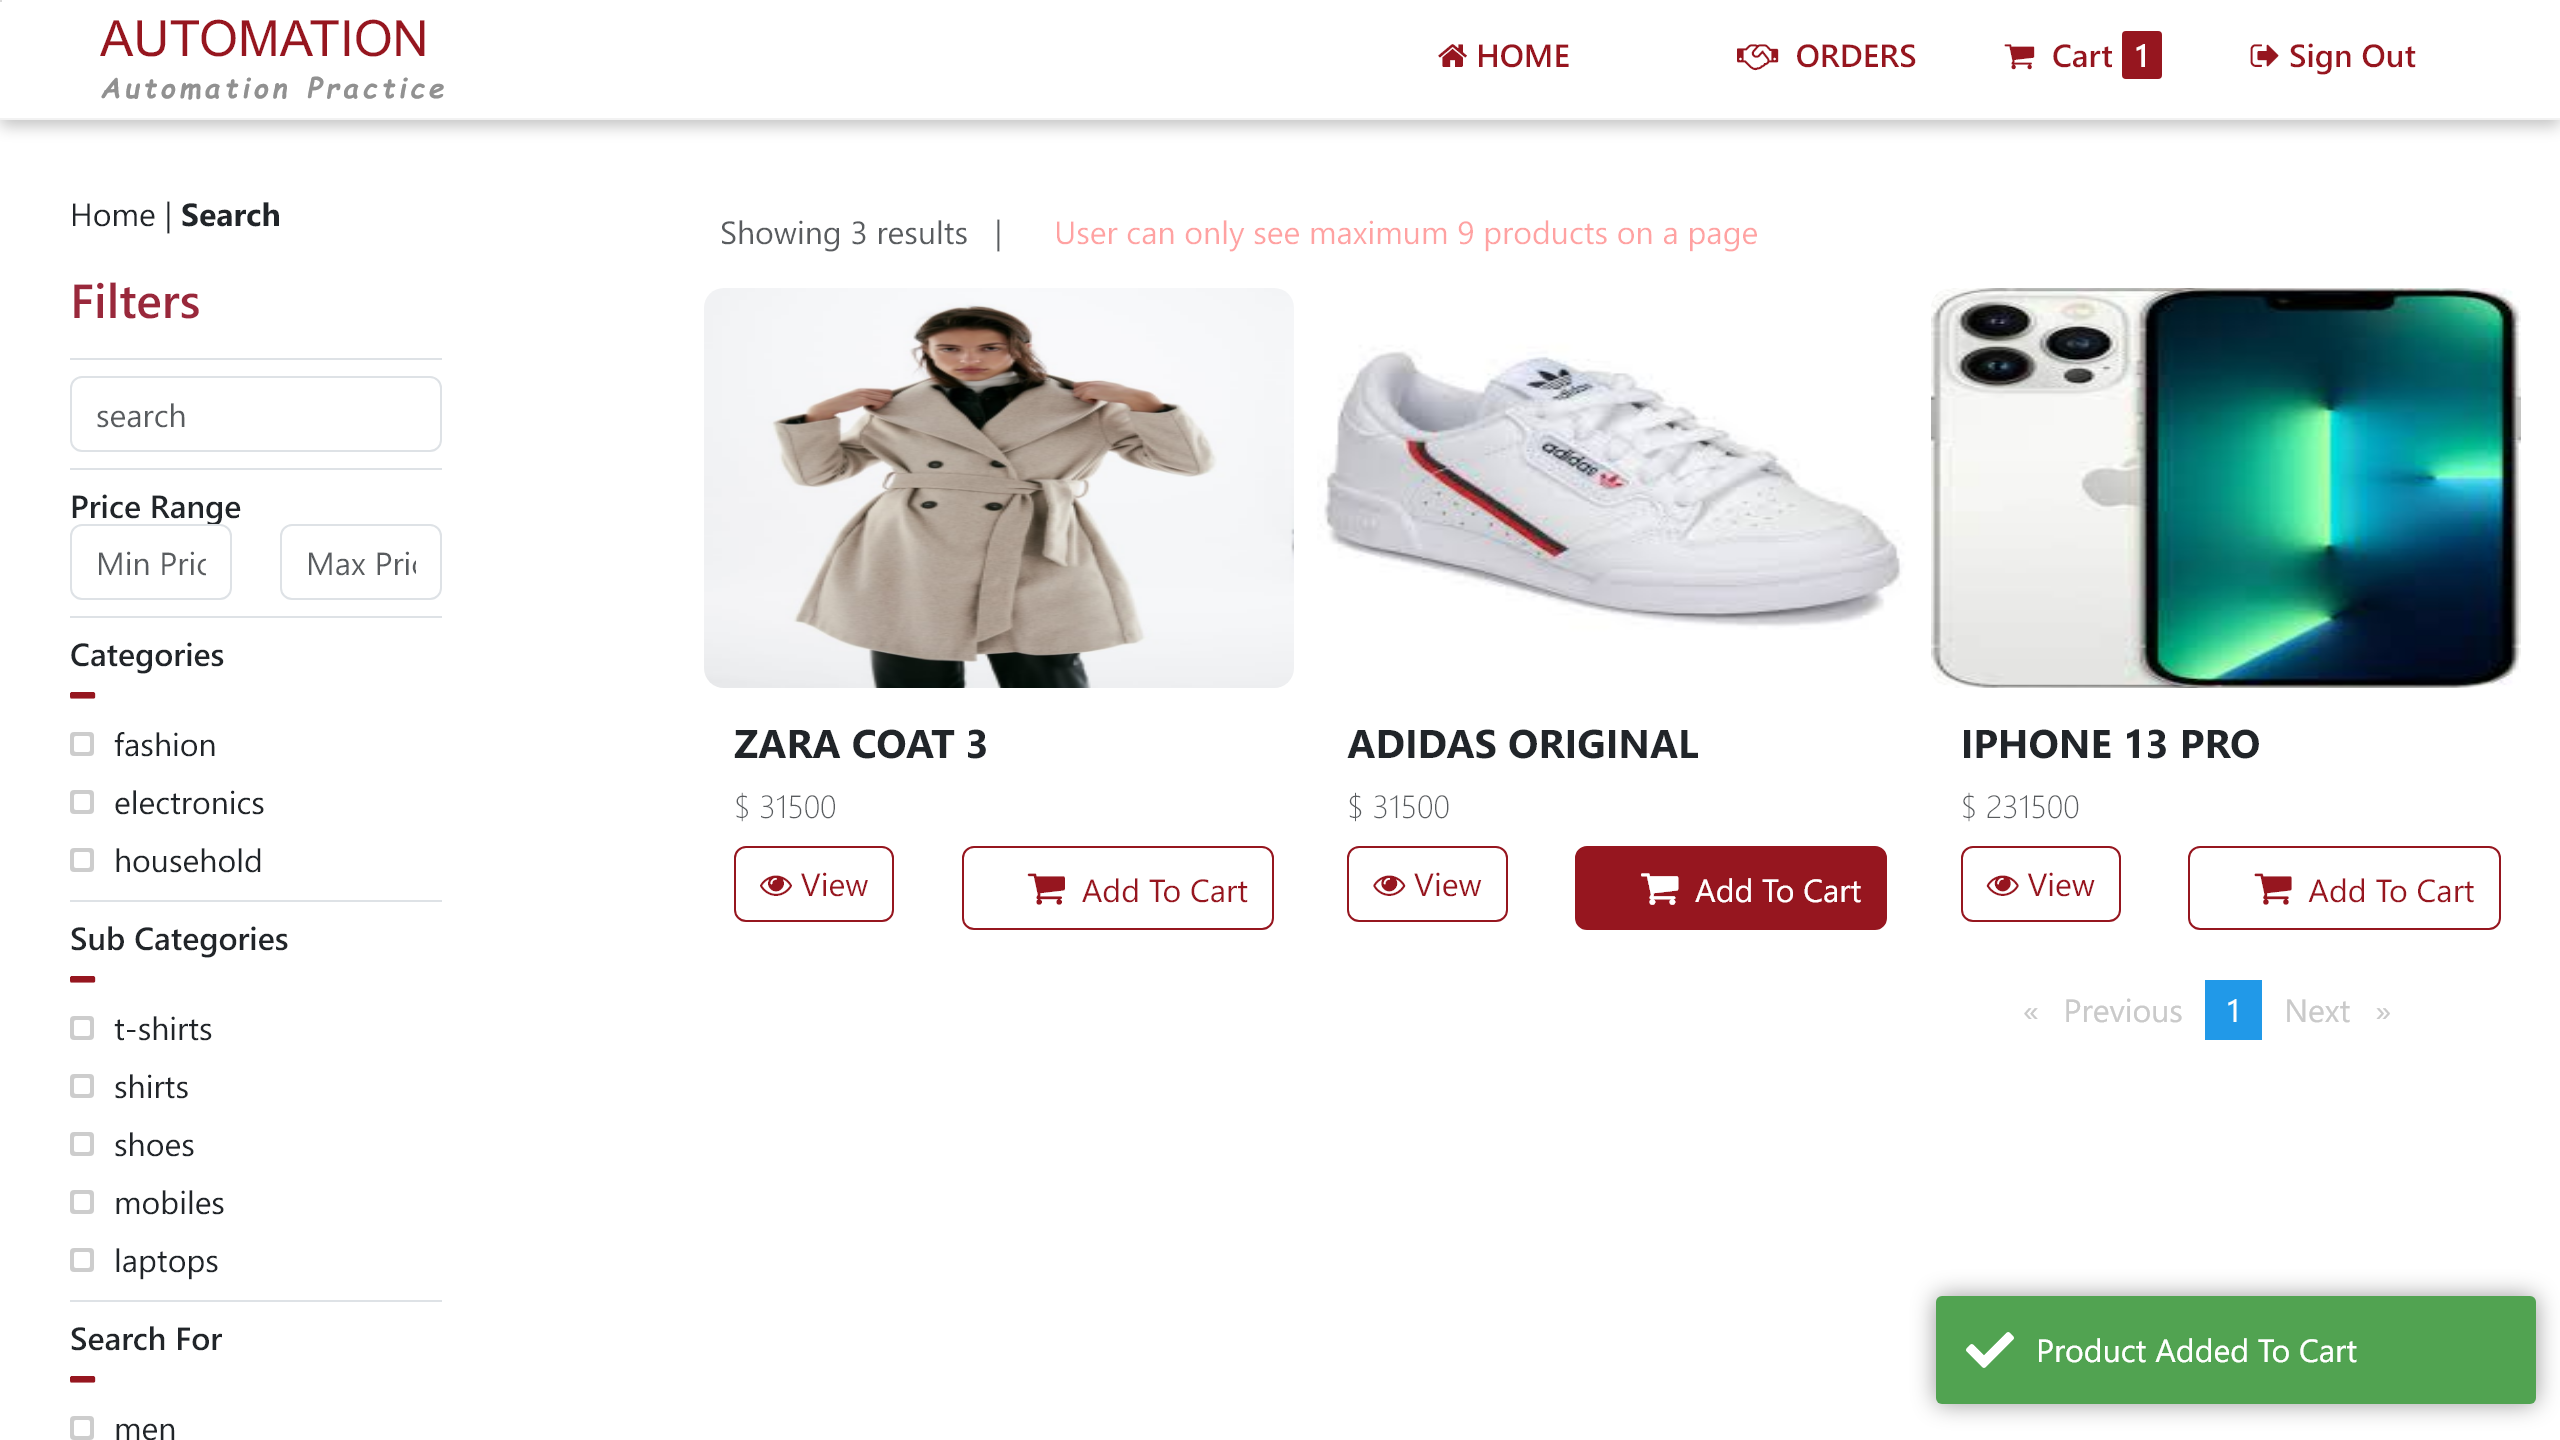 AUTOMATION
Automation Practice
HOME
ORDERS
Cart 1
Sign Out
Home | Search
Showing 3 results |
User can only see maximum 9 products on a page
Filters
search
Price Range
Min Pric
Max Pri
Categories
fashion
electronics
household
Sub Categories
t-shirts
shirts
shoes
mobiles
laptops
Search For
men
adidas
adidas
ZARA COAT 3
$ 31500
View
Add To Cart
ADIDAS ORIGINAL
$ 31500
View
Add To Cart
IPHONE 13 PRO
$ 231500
View
Add To Cart
« Previous 1 Next »
Product Added To Cart